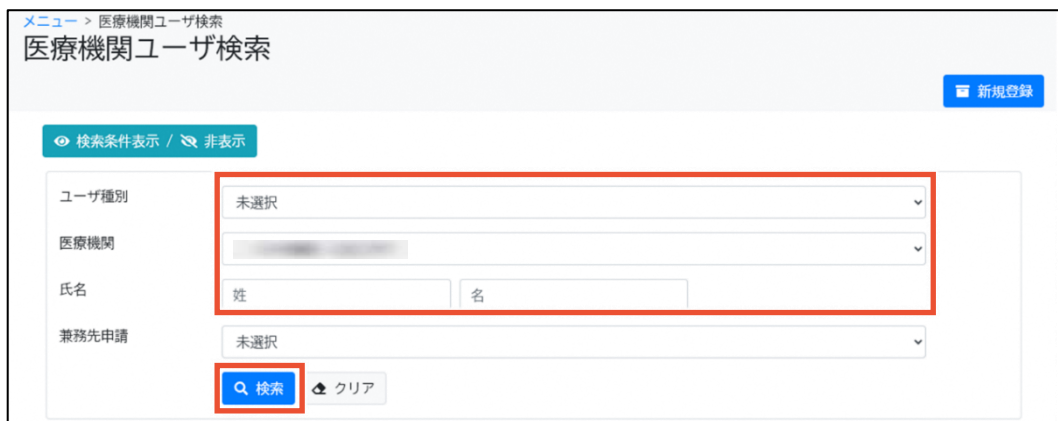 メニュー > 医療機関ユーザ検索
医療機関ユーザ検索
新規登録
検索条件表示 / 非表示
ユーザ種別
未選択
医療機関
氏名
姓 名
兼務先申請
未選択
検索 クリア